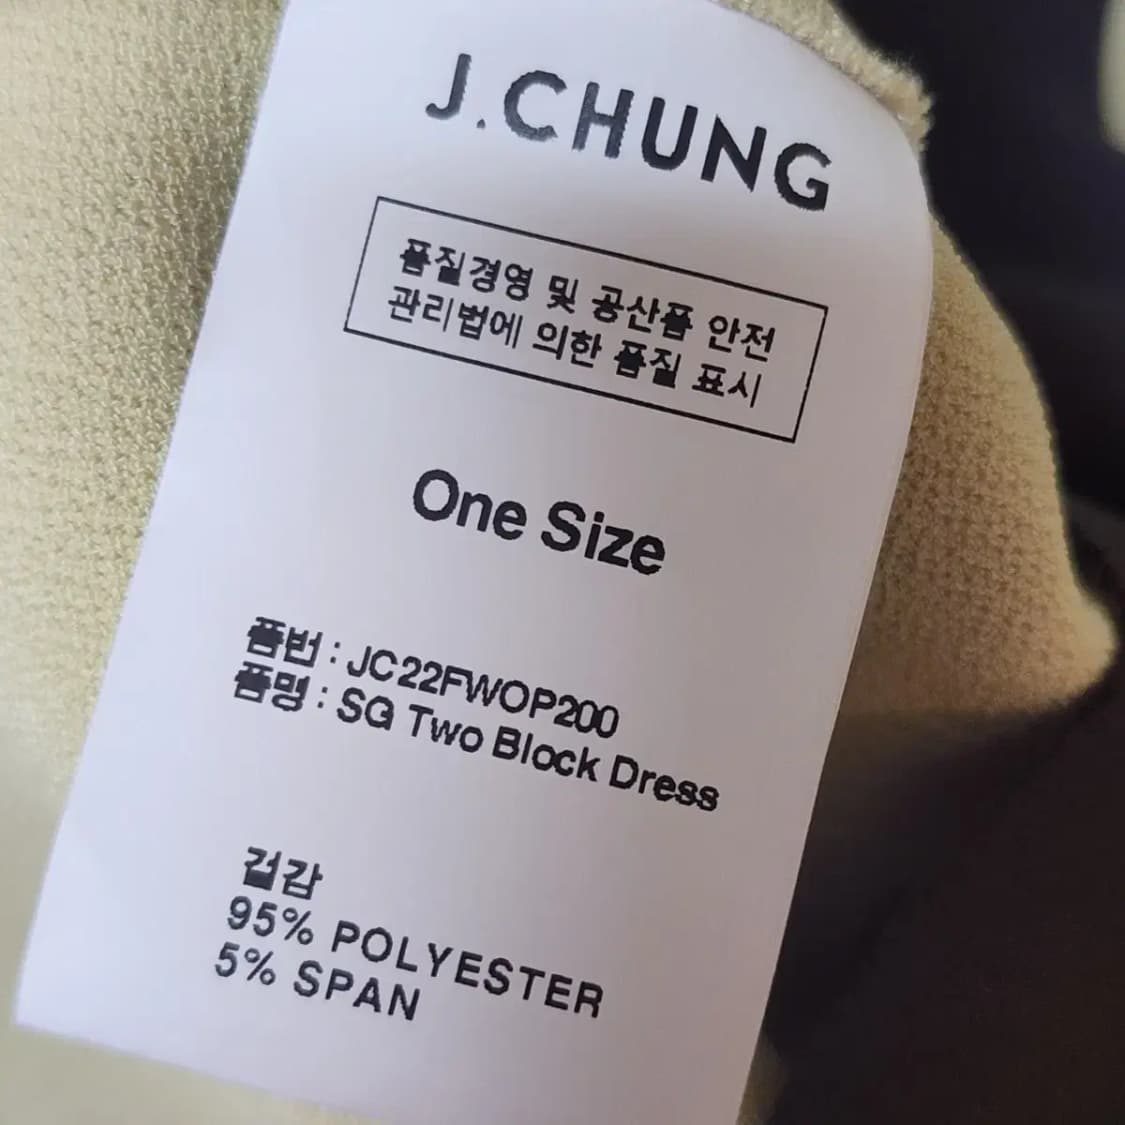 J.CHUNG
품질경영 및 공산품 안전
관리법에 의한 품질 표시
One Size
품번 : JC22FWOP200
품명 : SG Two Block Dress
겉감
95% POLYESTER
5% SPAN